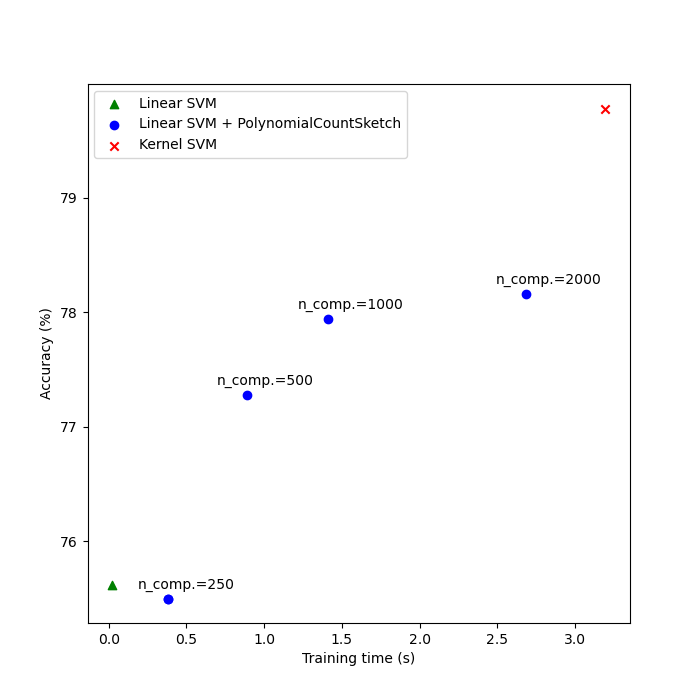 Linear SVM
Linear SVM + PolynomialCountSketch
Kernel SVM
79
n_comp.=2000
n_comp.=1000
78
Accuracy (%)
n_comp.=500
77
76
n_comp.=250
0.0 0.5 1.0 1.5 2.0 2.5 3.0
Training time (s)